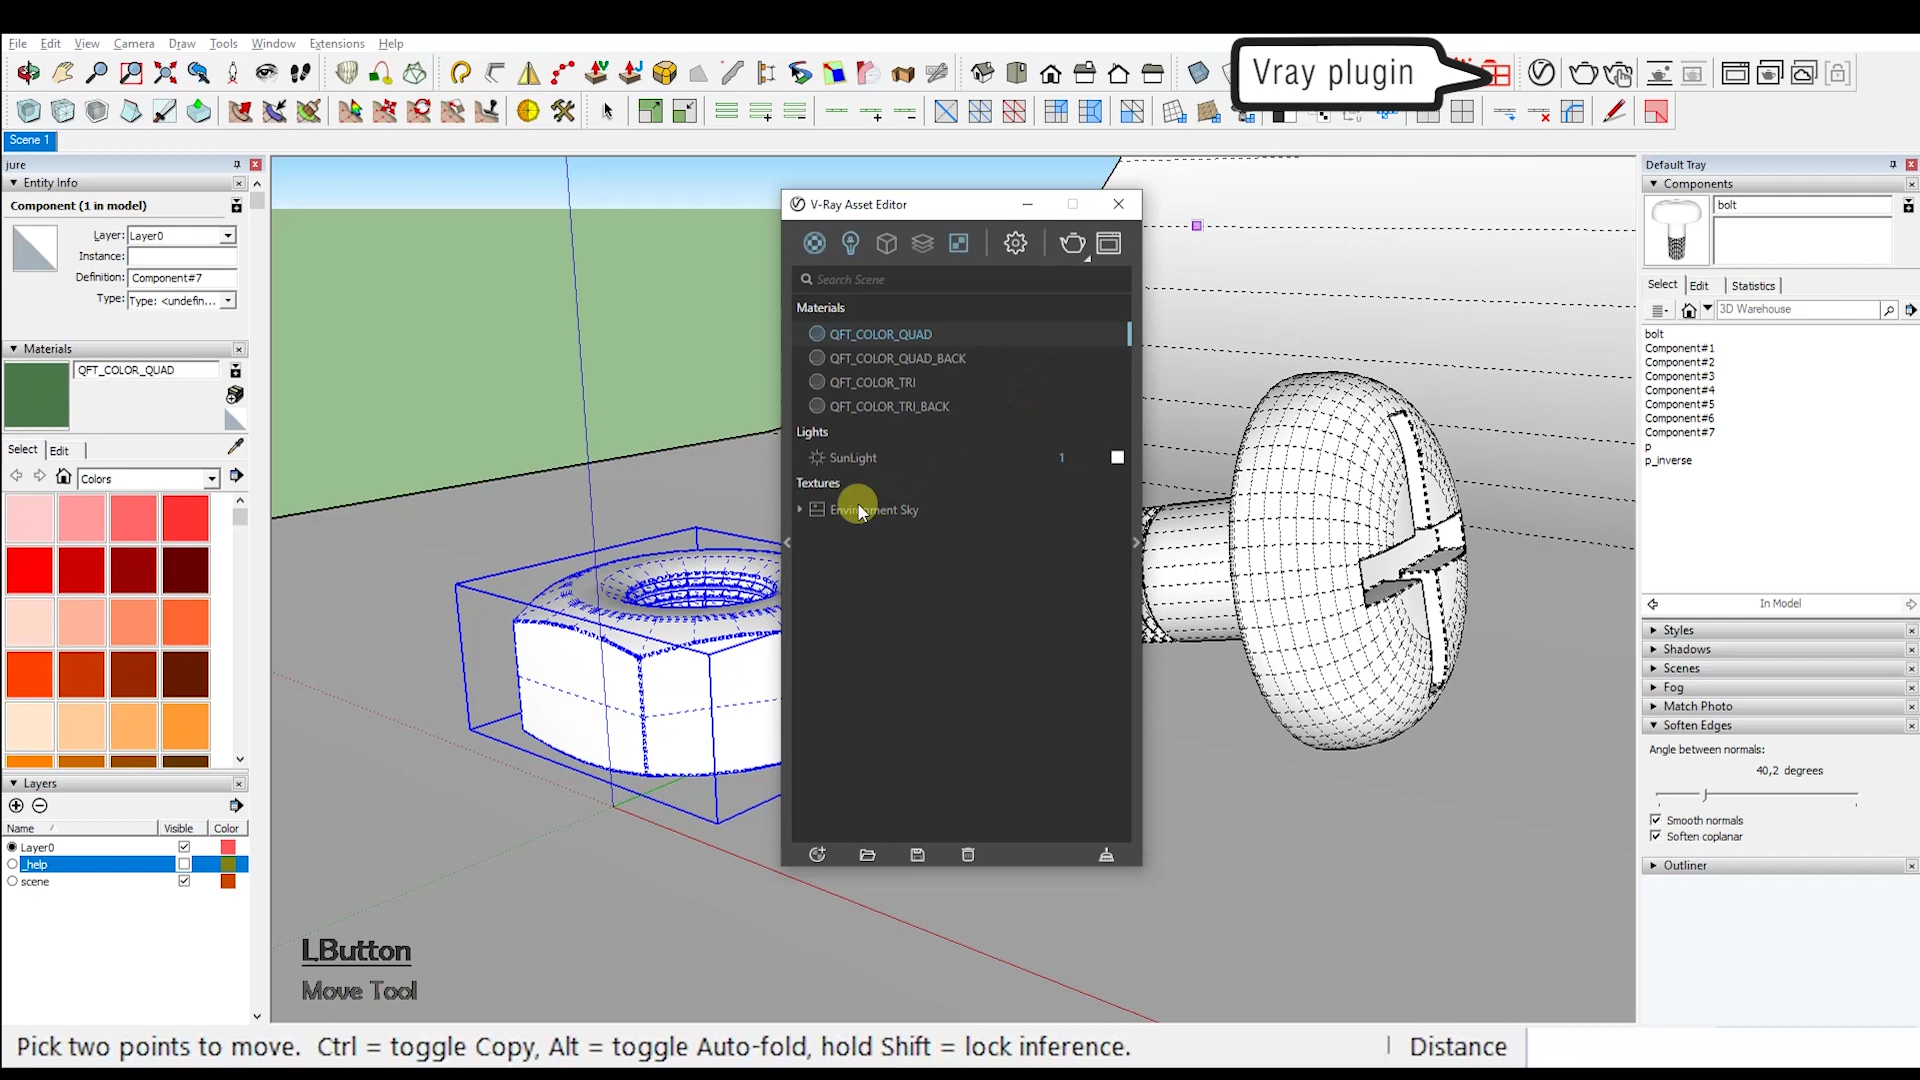 File Edit View Camera Draw Tools Window Extensions Help
Vray plugin
Scene 1
jure
Entity Info
Component (1 in model)
Layer: Layer0
Instance:
Definition: Component#7
Type: Type: <undefin...
Materials
QFT_COLOR_QUAD
Select Edit
Colors
Layers
Name Visible Color
Layer0
_help
scene
V-Ray Asset Editor
Search Scene
Materials
QFT_COLOR_QUAD
QFT_COLOR_QUAD_BACK
QFT_COLOR_TRI
QFT_COLOR_TRI_BACK
Lights
SunLight 1
Textures
Environment Sky
LButton
Move Tool
Default Tray
Components
bolt
Select Edit Statistics
3D Warehouse
bolt
Component#1
Component#2
Component#3
Component#4
Component#5
Component#6
Component#7
p
p_inverse
In Model
Styles
Shadows
Scenes
Fog
Match Photo
Soften Edges
Angle between normals:
40,2 degrees
Smooth normals
Soften coplanar
Outliner
Pick two points to move. Ctrl = toggle Copy, Alt = toggle Auto-fold, hold Shift = lock inference.
Distance